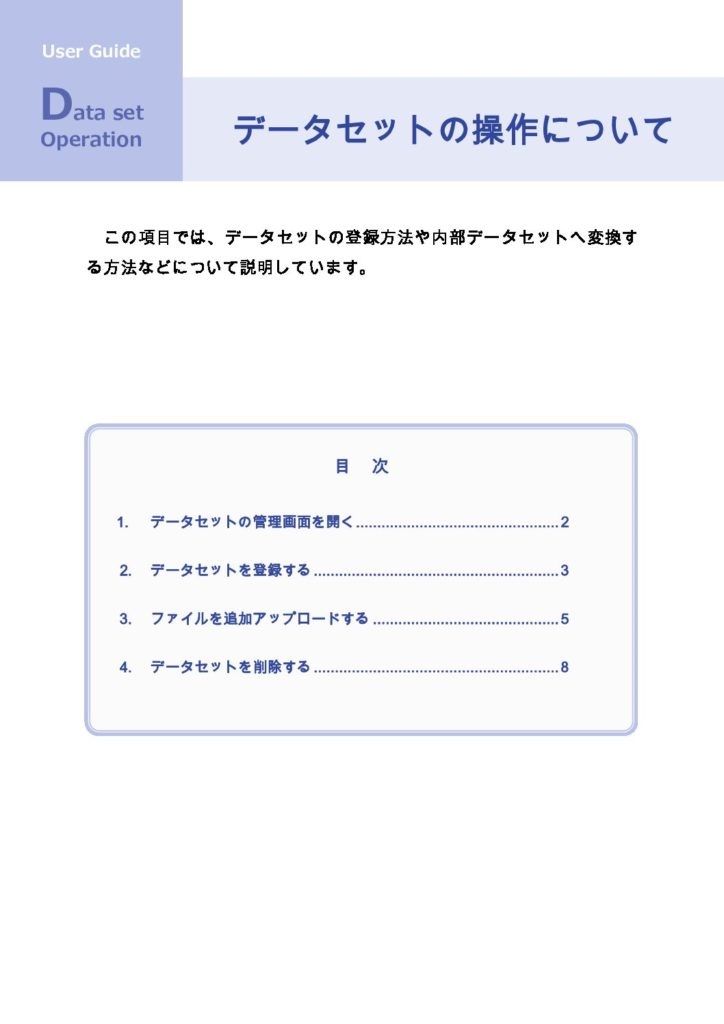 User Guide
Data set
Operation
データセットの操作について
この項目では、データセットの登録方法や内部データセットへ変換す
る方法などについて説明しています。
目 次
1. データセットの管理画面を開く................................................2
2. データセットを登録する..........................................................3
3. ファイルを追加アップロードする............................................5
4. データセットを削除する..........................................................8